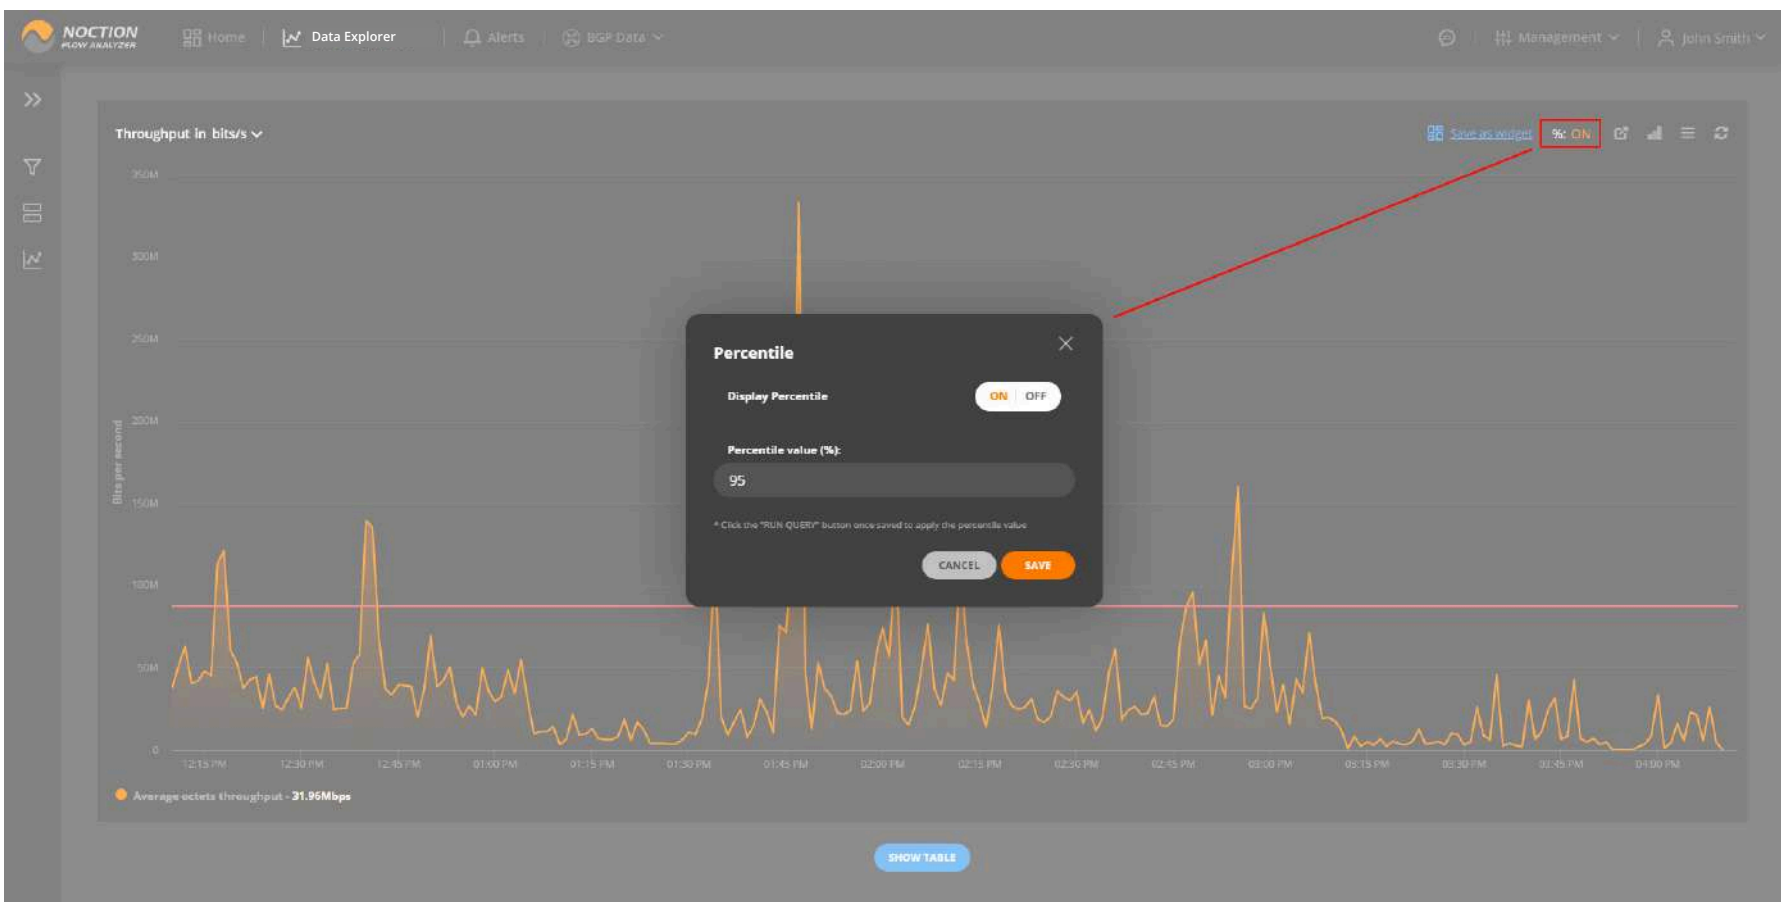 NOCTION
FLOW ANALYZER
Home
Data Explorer
Alerts
BGP Data
Management
John Smith
Throughput in bits/s
Save as widget
%: ON
350M
300M
250M
200M
150M
100M
50M
0
Bits per second
Percentile
Display Percentile
ON OFF
Percentile value (%):
95
* Click the "RUN QUERY" button once saved to apply the percentile value
CANCEL SAVE
12:15 PM 12:30 PM 12:45 PM 01:00 PM 01:15 PM 01:30 PM 01:45 PM 02:00 PM 02:15 PM 02:30 PM 02:45 PM 03:00 PM 03:15 PM 03:30 PM 03:45 PM 04:00 PM
Average octets throughput - 31.96Mbps
SHOW TABLE